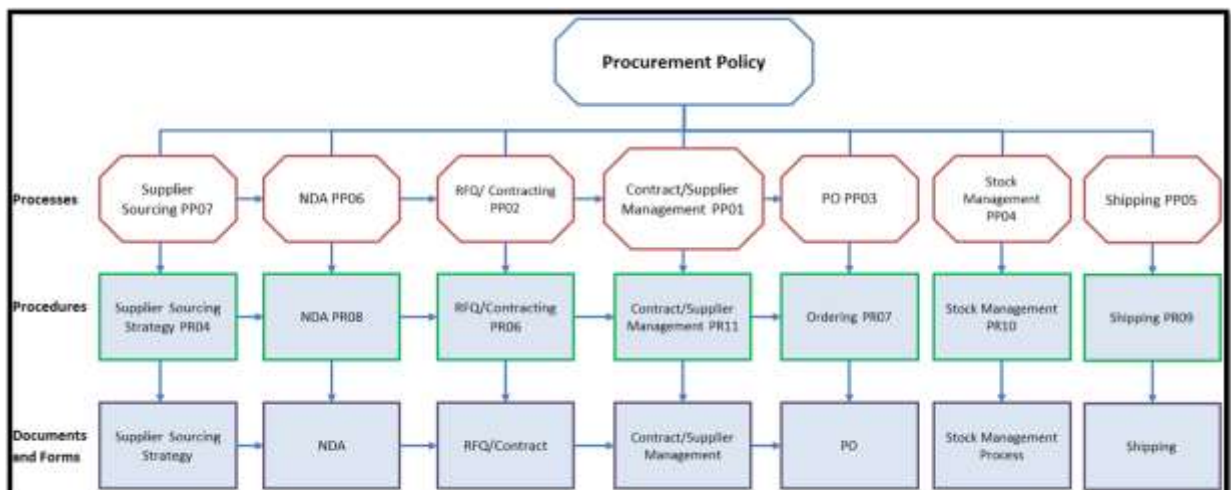 Procurement Policy
Processes
Supplier
Sourcing PP07
NDA PP06
RFQ/ Contracting
PP02
Contract/Supplier
Management PP01
PO PP03
Stock
Management
PP04
Shipping PP05
Procedures
Supplier Sourcing
Strategy PR04
NDA PR08
RFQ/Contracting
PR06
Contract/Supplier
Management PR11
Ordering PR07
Stock Management
PR10
Shipping PR09
Documents
and Forms
Supplier Sourcing
Strategy
NDA
RFQ/Contract
Contract/Supplier
Management
PO
Stock Management
Process
Shipping